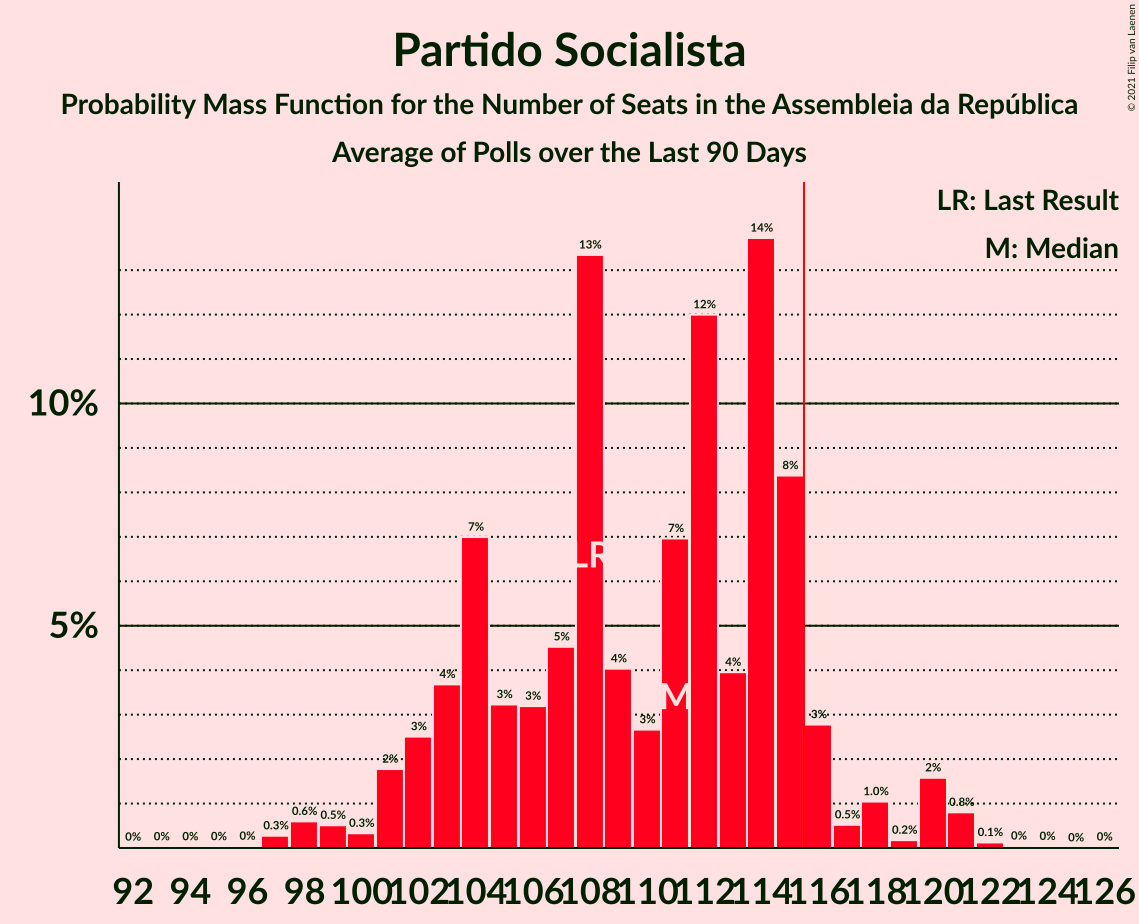 Partido Socialista
Probability Mass Function for the Number of Seats in the Assembleia da República
Average of Polls over the Last 90 Days
© 2021 Filip van Laenen
LR: Last Result
M: Median
10%
5%
0% 0% 0% 0% 0% 0.3% 0.6% 0.5% 0.3% 2% 3% 4% 7% 3% 3% 5% 13% 4% 3% 7% 12% 4% 14% 8% 3% 0.5% 1.0% 0.2% 2% 0.8% 0.1% 0% 0% 0% 0%
LR
M
92 94 96 98 100 102 104 106 108 110 112 114 116 118 120 122 124 126